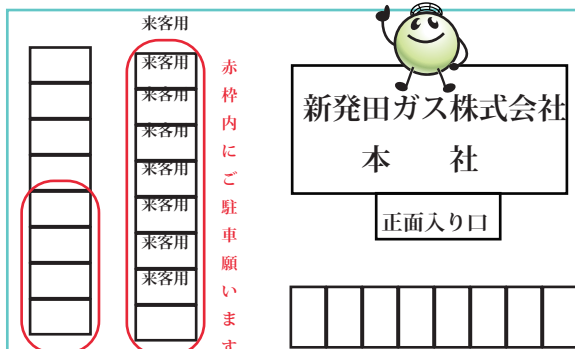 来客用
来客用
来客用
来客用
来客用
来客用
来客用
来客用
赤枠内にご駐車願います
新発田ガス株式会社
本　社
正面入り口